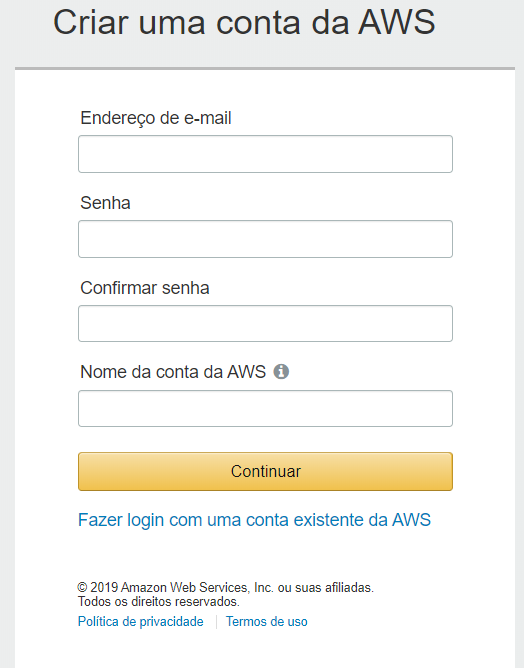 Criar uma conta da AWS
Endereço de e-mail
Senha
Confirmar senha
Nome da conta da AWS
Continuar
Fazer login com uma conta existente da AWS
© 2019 Amazon Web Services, Inc. ou suas afiliadas.
Todos os direitos reservados.
Política de privacidade | Termos de uso